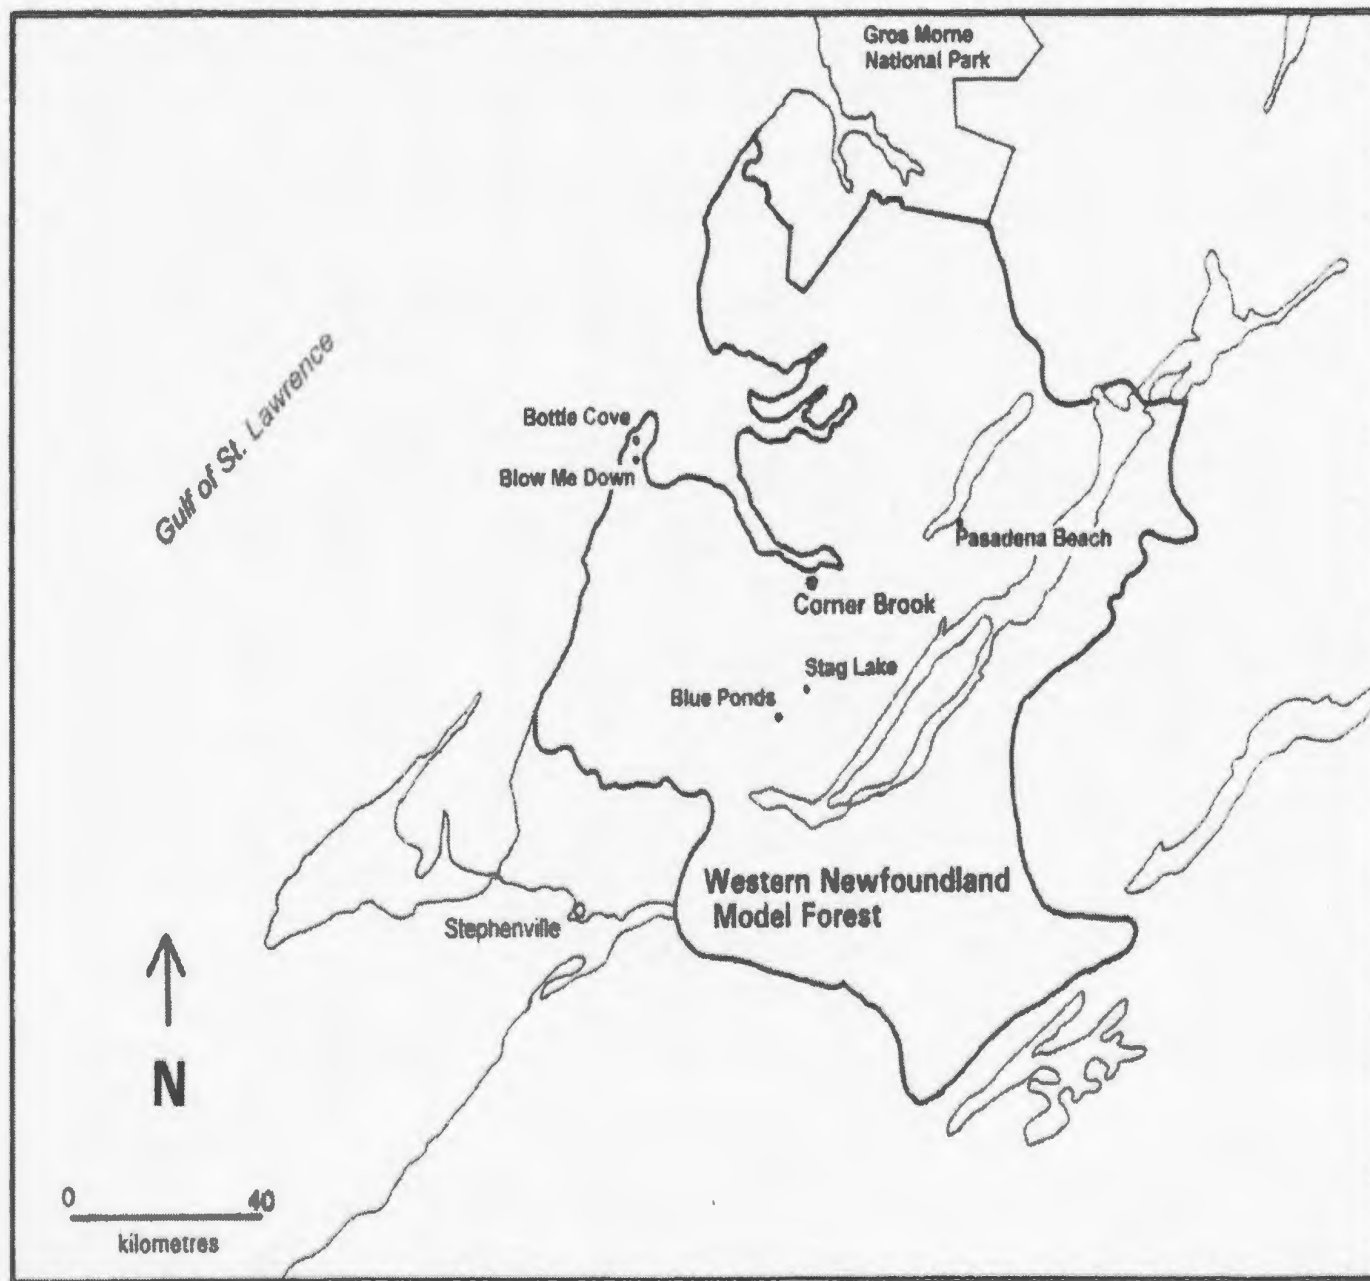 Gros Morne
National Park
Gulf of St. Lawrence
Bottle Cove
Blow Me Down
Pasadena Beach
Corner Brook
Stag Lake
Blue Ponds
Western Newfoundland
Model Forest
Stephenville
N
0 40
kilometres